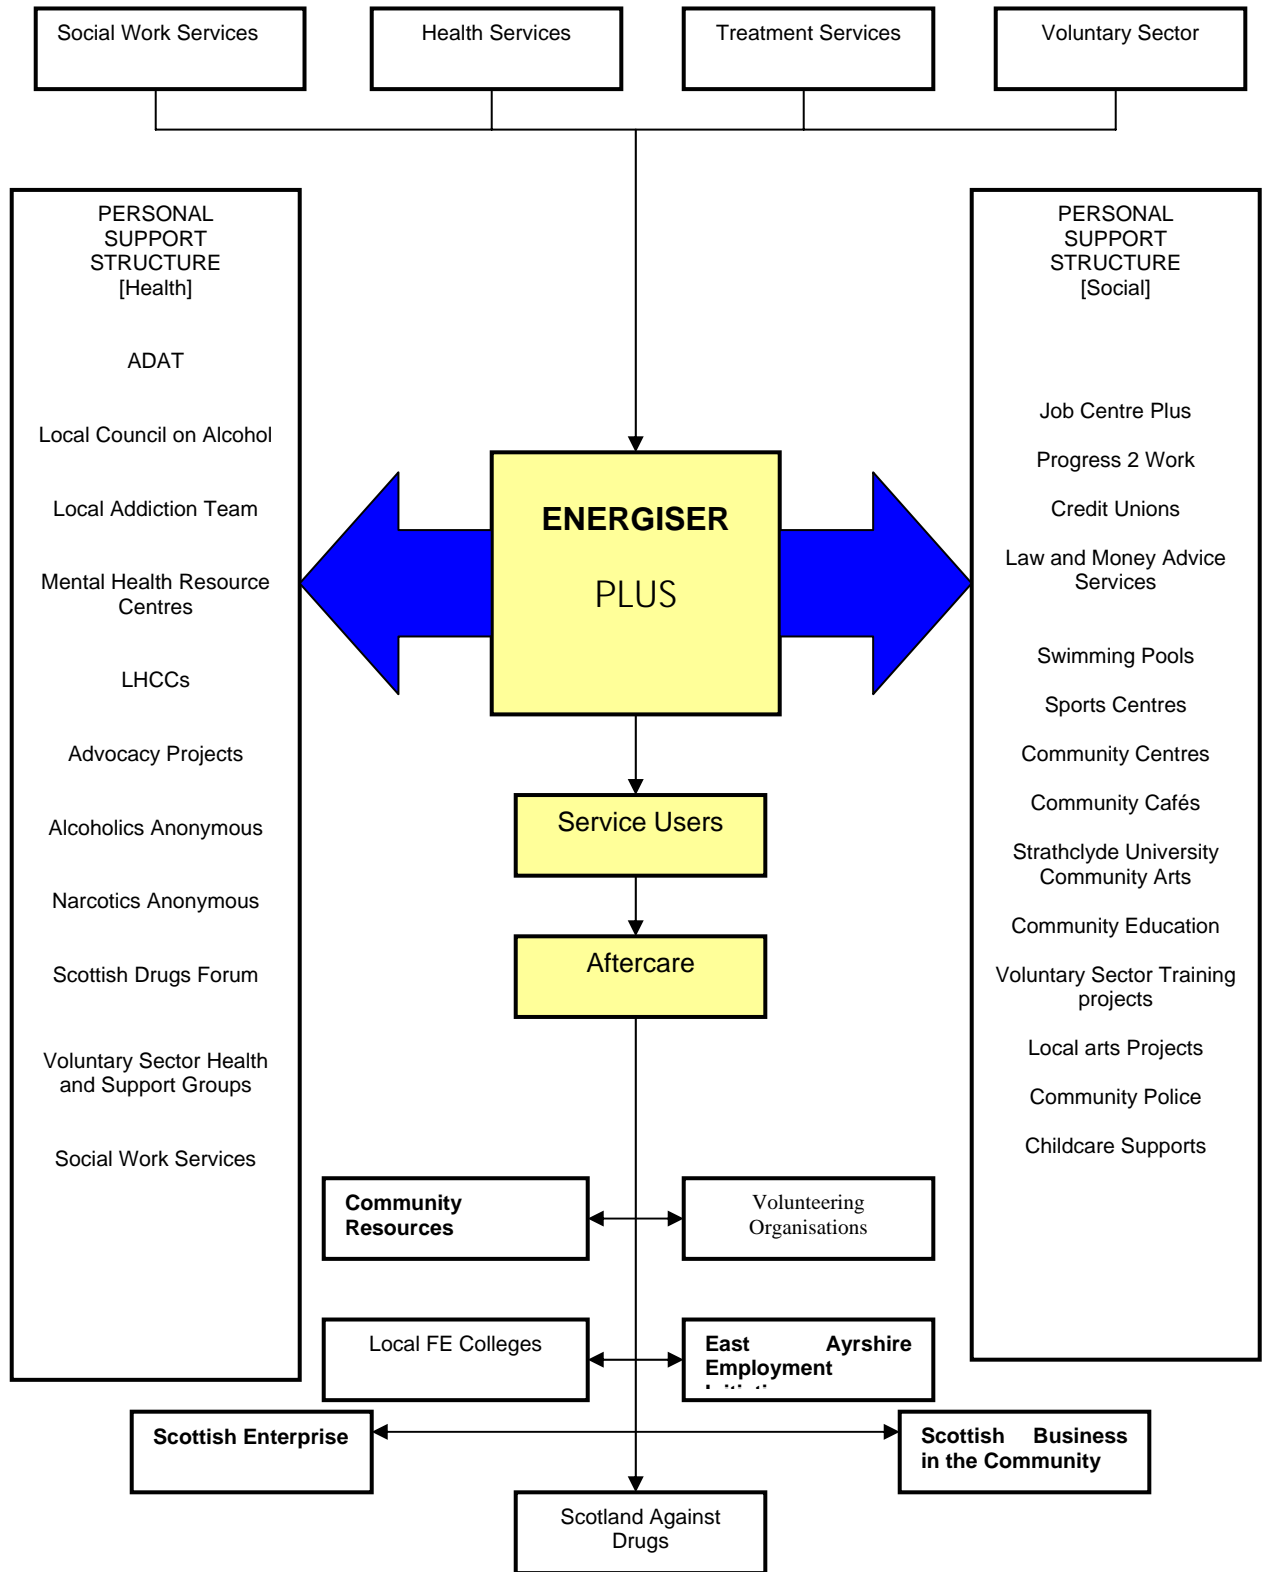 Social Work Services
Health Services
Treatment Services
Voluntary Sector
PERSONAL
SUPPORT
STRUCTURE
[Health]
ADAT
Local Council on Alcohol
Local Addiction Team
Mental Health Resource
Centres
LHCCs
Advocacy Projects
Alcoholics Anonymous
Narcotics Anonymous
Scottish Drugs Forum
Voluntary Sector Health
and Support Groups
Social Work Services
ENERGISER
PLUS
Service Users
Aftercare
PERSONAL
SUPPORT
STRUCTURE
[Social]
Job Centre Plus
Progress 2 Work
Credit Unions
Law and Money Advice
Services
Swimming Pools
Sports Centres
Community Centres
Community Cafés
Strathclyde University
Community Arts
Community Education
Voluntary Sector Training
projects
Local arts Projects
Community Police
Childcare Supports
Community
Resources
Volunteering
Organisations
Local FE Colleges
East Ayrshire
Employment
Scottish Enterprise
Scottish Business
in the Community
Scotland Against
Drugs